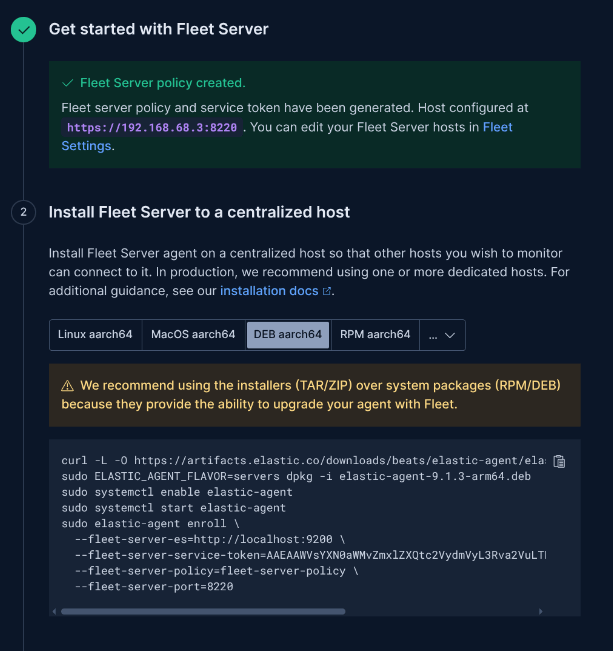 Get started with Fleet Server
Fleet Server policy created.
Fleet server policy and service token have been generated. Host configured at
https://192.168.68.3:8220 . You can edit your Fleet Server hosts in Fleet
Settings.
2
Install Fleet Server to a centralized host
Install Fleet Server agent on a centralized host so that other hosts you wish to monitor
can connect to it. In production, we recommend using one or more dedicated hosts. For
additional guidance, see our installation docs.
Linux aarch64 MacOS aarch64 DEB aarch64 RPM aarch64 ...
We recommend using the installers (TAR/ZIP) over system packages (RPM/DEB)
because they provide the ability to upgrade your agent with Fleet.
curl -L -O https://artifacts.elastic.co/downloads/beats/elastic-agent/ela
sudo ELASTIC_AGENT_FLAVOR=servers dpkg -i elastic-agent-9.1.3-arm64.deb
sudo systemctl enable elastic-agent
sudo systemctl start elastic-agent
sudo elastic-agent enroll \
--fleet-server-es=http://localhost:9200 \
--fleet-server-service-token=AAEAAWVsYXN0aWMvZmxlZXQtc2VydmVyL3Rva2VuLTE
--fleet-server-policy=fleet-server-policy \
--fleet-server-port=8220